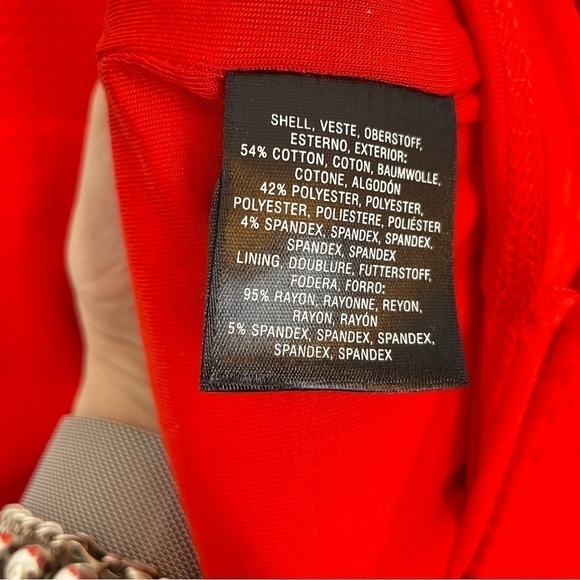 SHELL, VESTE, OBERSTOFF,
ESTERNO, EXTERIOR:
54% COTTON, COTON, BAUMWOLLE,
COTONE, ALGODÓN
42% POLYESTER, POLYESTER,
POLYESTER, POLIESTERE, POLIÉSTER
4% SPANDEX, SPANDEX, SPANDEX,
SPANDEX, SPANDEX
LINING, DOUBLURE, FUTTERSTOFF,
FODERA, FORRO:
95% RAYON, RAYONNE, REYON,
RAYON, RAYÓN
5% SPANDEX, SPANDEX, SPANDEX,
SPANDEX, SPANDEX